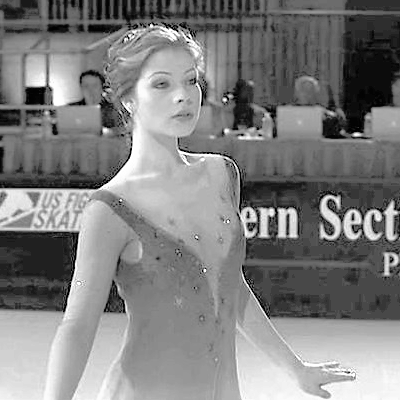 US FIG
SKAT
ern Sect
P